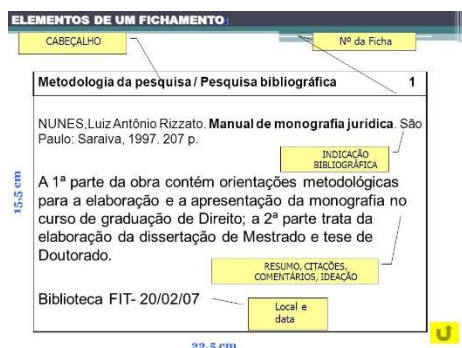 ELEMENTOS DE UM FICHAMENTO:
CABEÇALHO
Nº da Ficha
Metodologia da pesquisa / Pesquisa bibliográfica 1
NUNES,Luiz Antônio Rizzato. Manual de monografia jurídica. São
Paulo: Saraiva, 1997. 207 p.
INDICAÇÃO
BIBLIOGRÁFICA
A 1ª parte da obra contém orientações metodológicas
para a elaboração e a apresentação da monografia no
curso de graduação de Direito; a 2ª parte trata da
elaboração da dissertação de Mestrado e tese de
Doutorado.
RESUMO, CITAÇÕES,
COMENTÁRIOS, IDEAÇÃO
Biblioteca FIT- 20/02/07
Local e
data
15,5 cm
22,5 cm